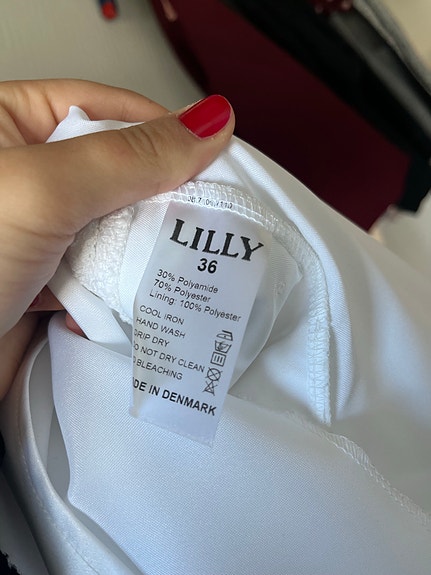 LILLY
36
30% Polyamide
70% Polyester
Lining: 100% Polyester
COOL IRON
HAND WASH
DRIP DRY
DO NOT DRY CLEAN
BLEACHING
DE IN DENMARK